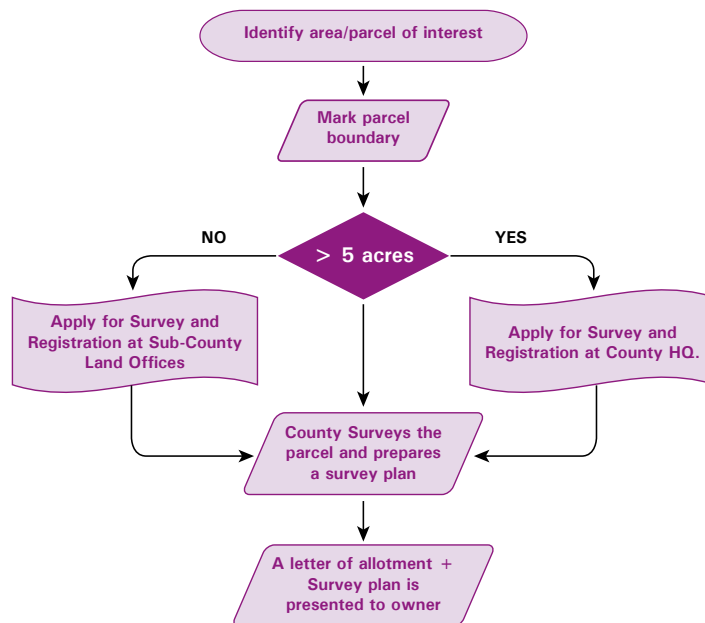 Identify area/parcel of interest
Mark parcel
boundary
> 5 acres
NO
YES
Apply for Survey and
Registration at Sub-County
Land Offices
Apply for Survey and
Registration at County HQ.
County Surveys the
parcel and prepares
a survey plan
A letter of allotment +
Survey plan is
presented to owner